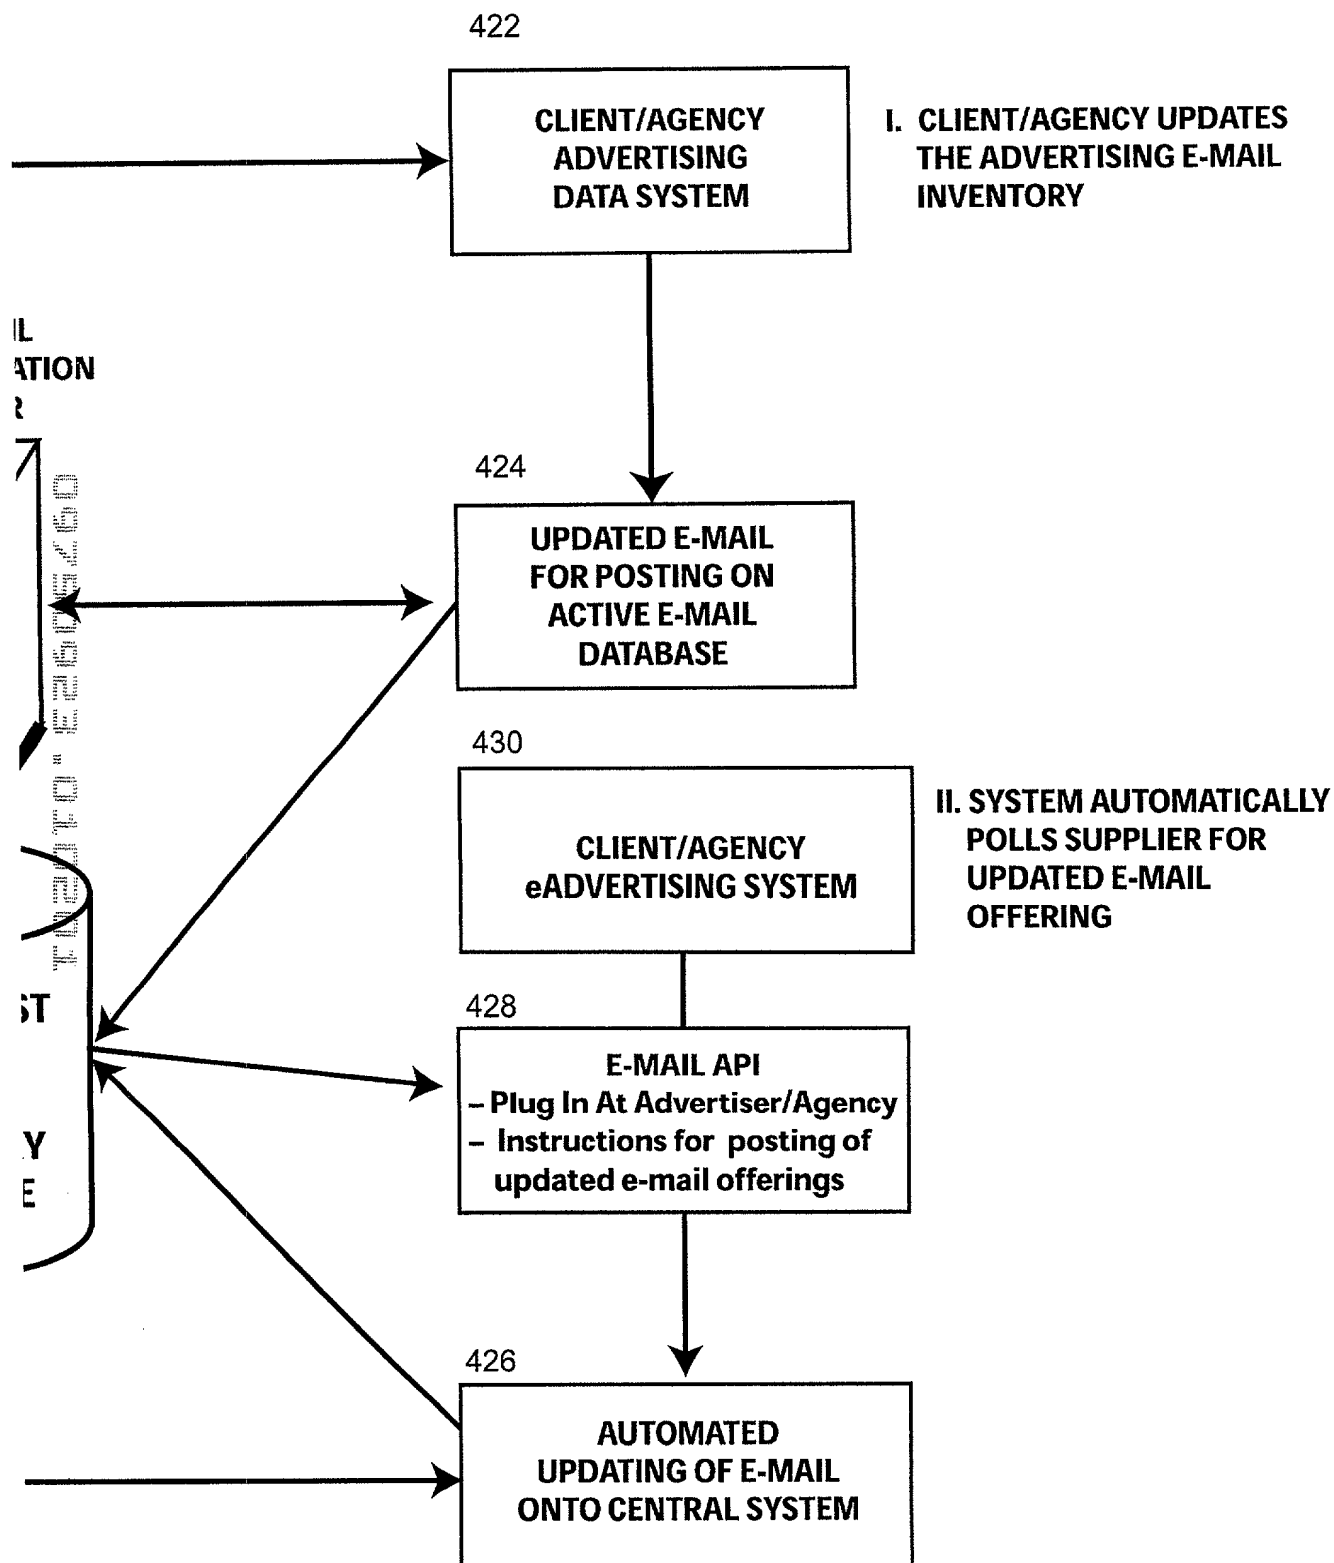 422
CLIENT/AGENCY
ADVERTISING
DATA SYSTEM
I. CLIENT/AGENCY UPDATES
THE ADVERTISING E-MAIL
INVENTORY
424
UPDATED E-MAIL
FOR POSTING ON
ACTIVE E-MAIL
DATABASE
430
CLIENT/AGENCY
eADVERTISING SYSTEM
II. SYSTEM AUTOMATICALLY
POLLS SUPPLIER FOR
UPDATED E-MAIL
OFFERING
428
E-MAIL API
– Plug In At Advertiser/Agency
– Instructions for posting of
updated e-mail offerings
426
AUTOMATED
UPDATING OF E-MAIL
ONTO CENTRAL SYSTEM